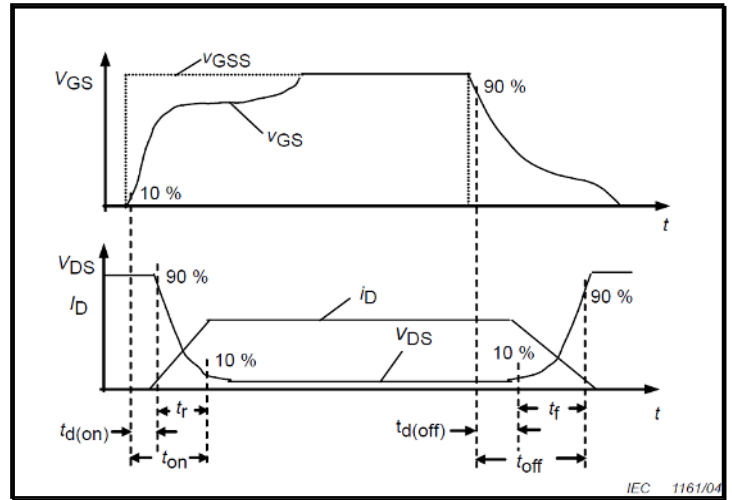 vGSS
VGS
90 %
vGS
10 %
t
VDS
ID
90 %
iD
90 %
VDS
10 %
10 %
tr
tf
t
td(on)
td(off)
ton
toff
IEC 1161/04